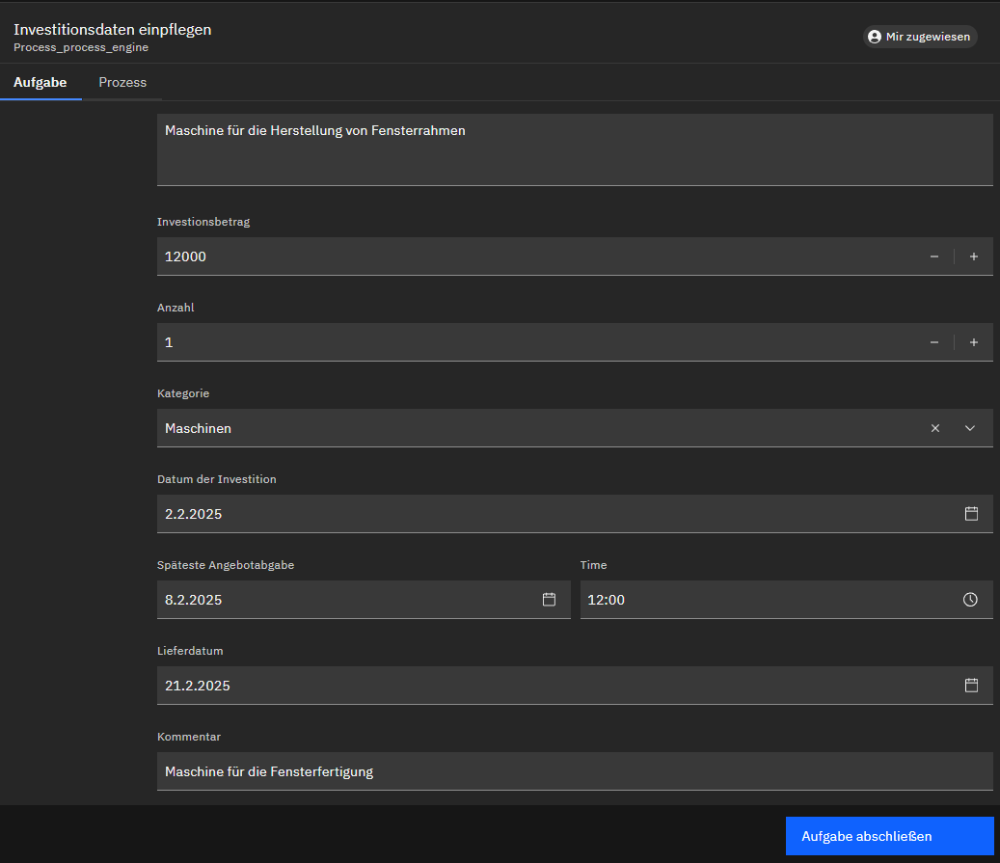 Investitionsdaten einpflegen
Process_process_engine
Mir zugewiesen
Aufgabe
Prozess
Maschine für die Herstellung von Fensterrahmen
Investionsbetrag
12000
Anzahl
1
Kategorie
Maschinen
Datum der Investition
2.2.2025
Späteste Angebotabgabe
Time
8.2.2025
12:00
Lieferdatum
21.2.2025
Kommentar
Maschine für die Fensterfertigung
Aufgabe abschließen